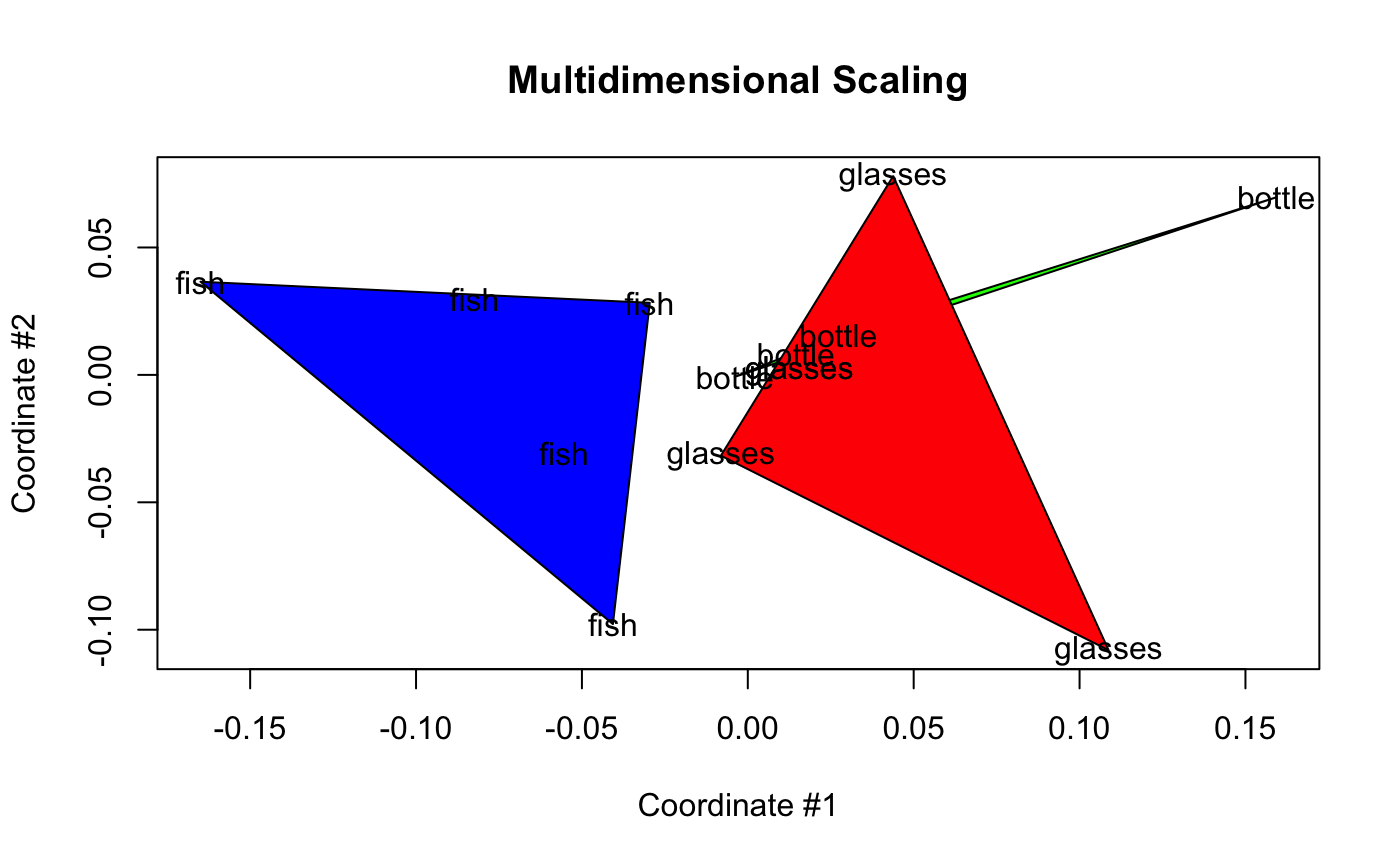 Multidimensional Scaling
glasses
bottle
fish
fish
fish
bottle
bottle
glasses
bottle
fish
glasses
fish
glasses
0.05
0.00
-0.05
-0.10
Coordinate #2
-0.15 -0.10 -0.05 0.00 0.05 0.10 0.15
Coordinate #1